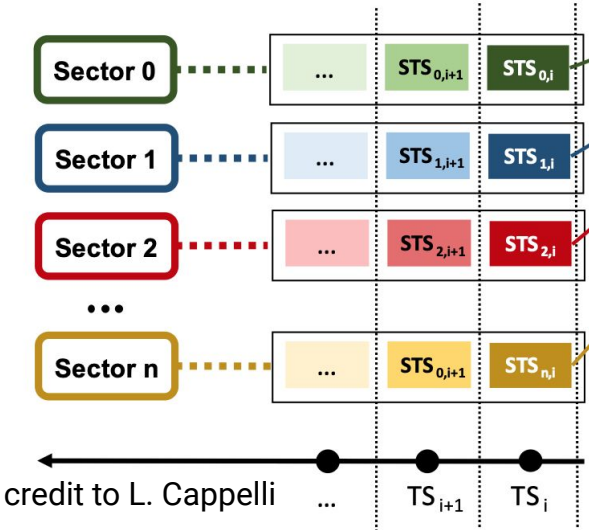 Sector 0 ... STS0,i+1 STS0,i
Sector 1 ... STS1,i+1 STS1,i
Sector 2 ... STS2,i+1 STS2,i
•••
Sector n ... STS0,i+1 STSn,i
credit to L. Cappelli ... TSi+1 TSi